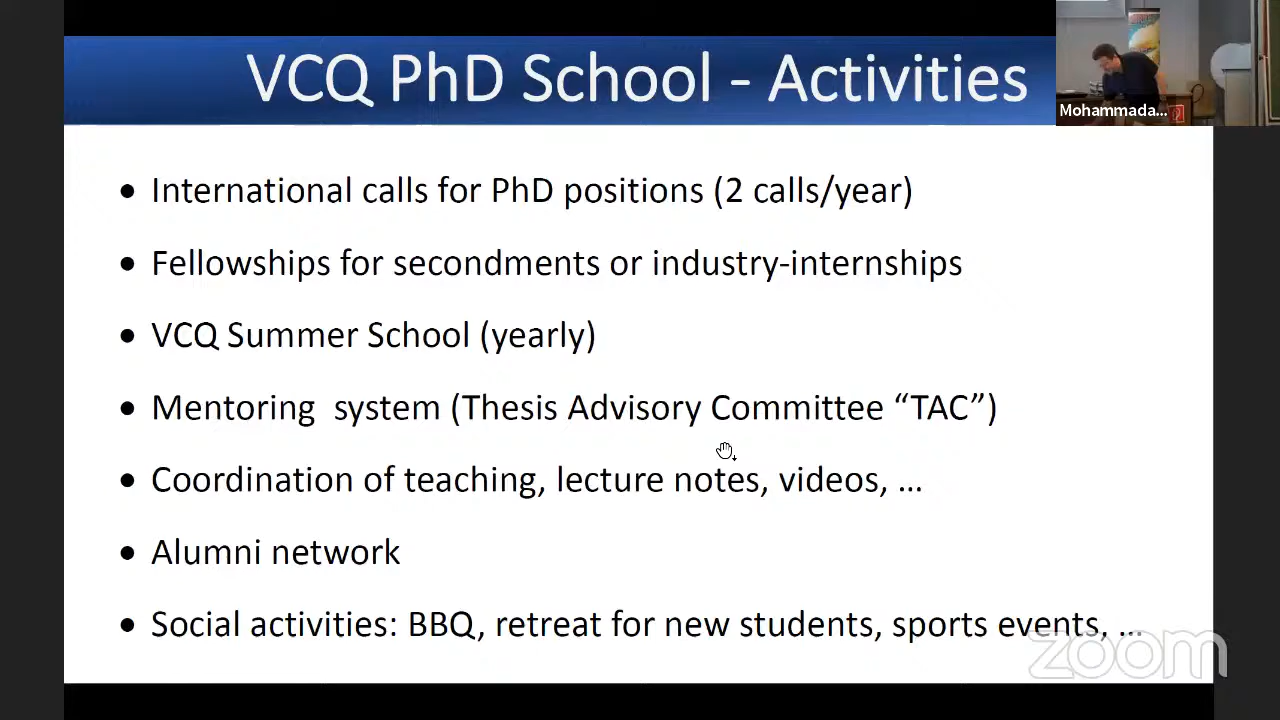 VCQ PhD School - Activities
Mohammada...
• International calls for PhD positions (2 calls/year)
• Fellowships for secondments or industry-internships
• VCQ Summer School (yearly)
• Mentoring  system (Thesis Advisory Committee “TAC”)
• Coordination of teaching, lecture notes, videos, …
• Alumni network
• Social activities: BBQ, retreat for new students, sports events, …
zoom